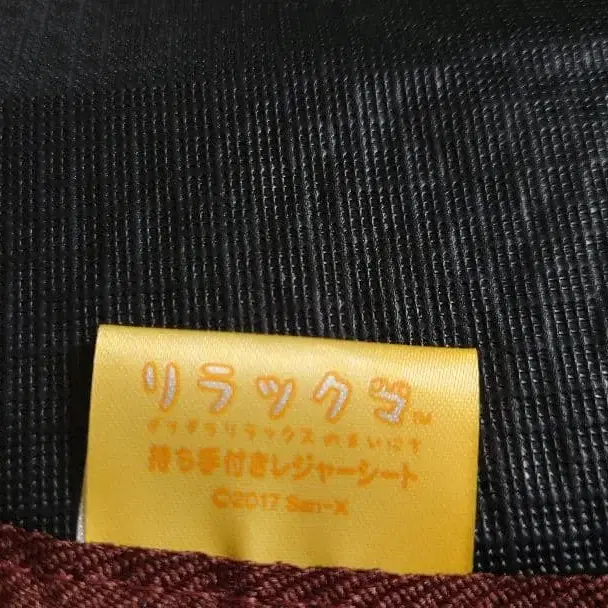 リラックマ™
ダラダラリラックスのまいにち
持ち手付きレジャーシート
©2017 San-X